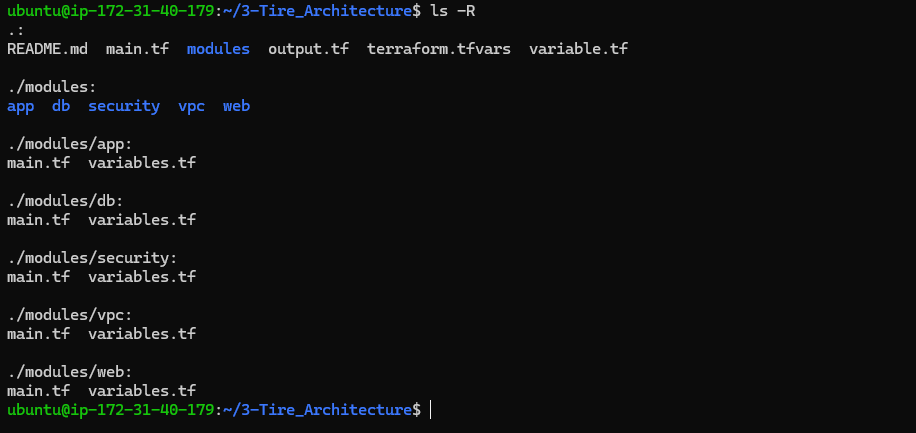 ubuntu@ip-172-31-40-179:~/3-Tire_Architecture$ ls -R
.:
README.md  main.tf  modules  output.tf  terraform.tfvars  variable.tf

./modules:
app  db  security  vpc  web

./modules/app:
main.tf  variables.tf

./modules/db:
main.tf  variables.tf

./modules/security:
main.tf  variables.tf

./modules/vpc:
main.tf  variables.tf

./modules/web:
main.tf  variables.tf
ubuntu@ip-172-31-40-179:~/3-Tire_Architecture$